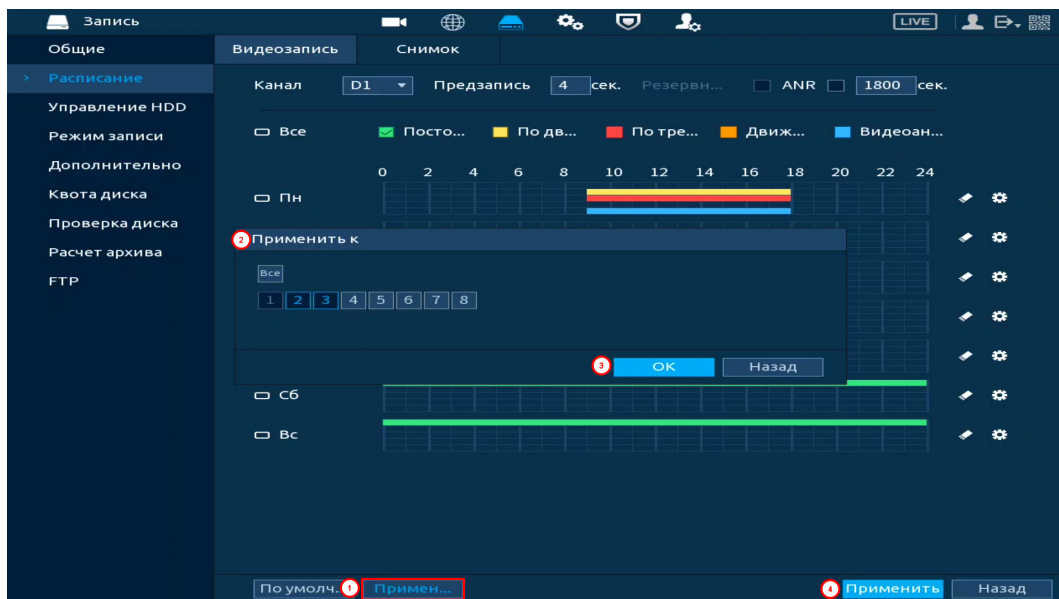 Запись LIVE
Общие
> Расписание
Управление HDD
Режим записи
Дополнительно
Квота диска
Проверка диска
Расчет архива
FTP
Видеозапись Снимок
Канал D1 Предзапись 4 сек. Резервн... ANR 1800 сек.
Все Посто... По дв... По тре... Движ... Видеоан...
0 2 4 6 8 10 12 14 16 18 20 22 24
Пн
2 Применить к
Все
1 2 3 4 5 6 7 8
3 OK Назад
Сб
Вс
По умолч. 1 Примен... 4 Применить Назад